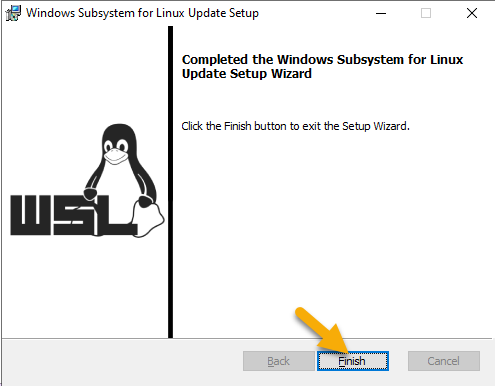 Windows Subsystem for Linux Update Setup
Completed the Windows Subsystem for Linux
Update Setup Wizard
Click the Finish button to exit the Setup Wizard.
WSL
Back
Finish
Cancel